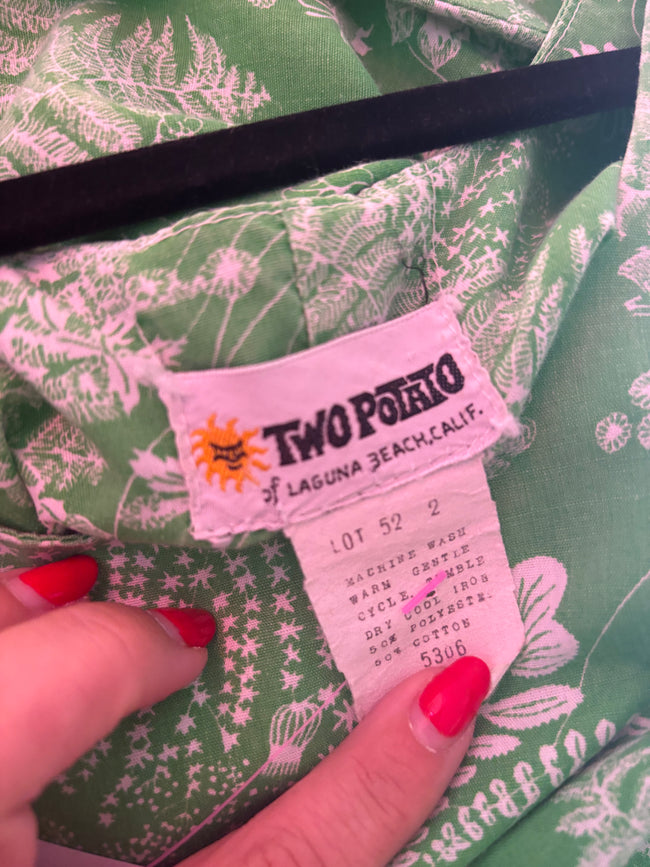 TWO POTATO
of LAGUNA BEACH, CALIF.
LOT 52 2
MACHINE WASH
WARM GENTLE
CYCLE. TUMBLE
DRY COOL IRON
50% POLYESTE.
50% COTTON
5306